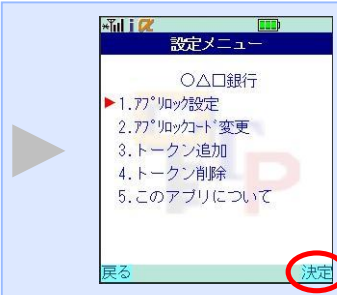 設定メニュー
○△□銀行
1.ｱﾌﾟﾘﾛｯｸ設定
2.ｱﾌﾟﾘﾛｯｸｺｰﾄﾞ変更
3.トークン追加
4.トークン削除
5.このアプリについて
戻る 決定